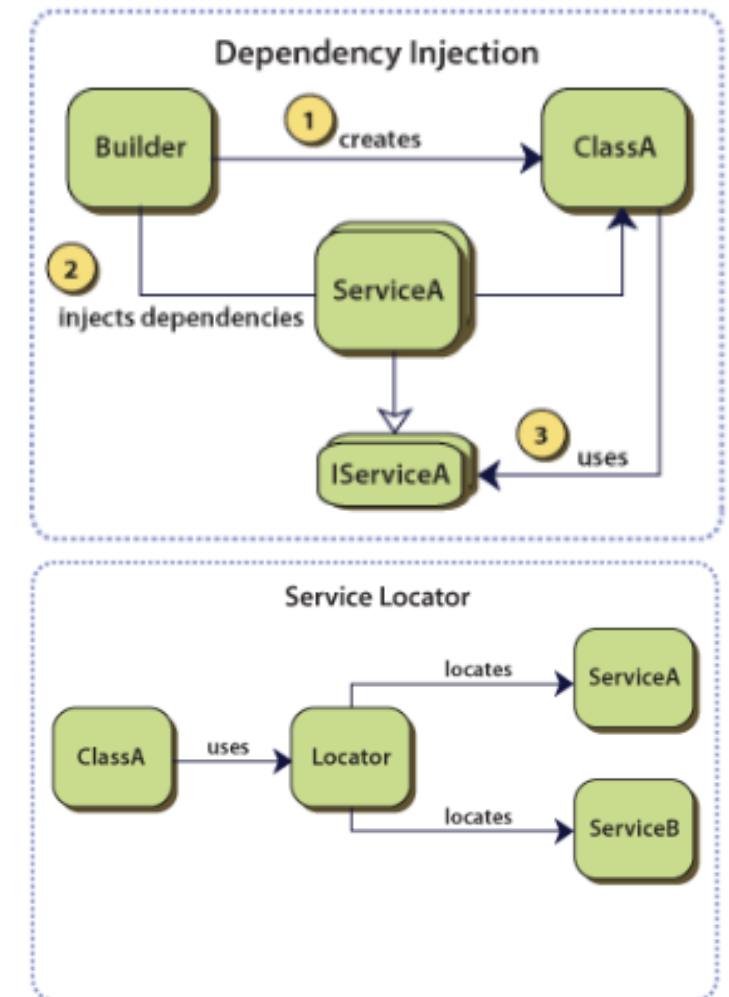 Dependency Injection
1
creates
Builder
ClassA
2
injects dependencies
ServiceA
3
uses
IServiceA
Service Locator
locates
ServiceA
ClassA
uses
Locator
locates
ServiceB